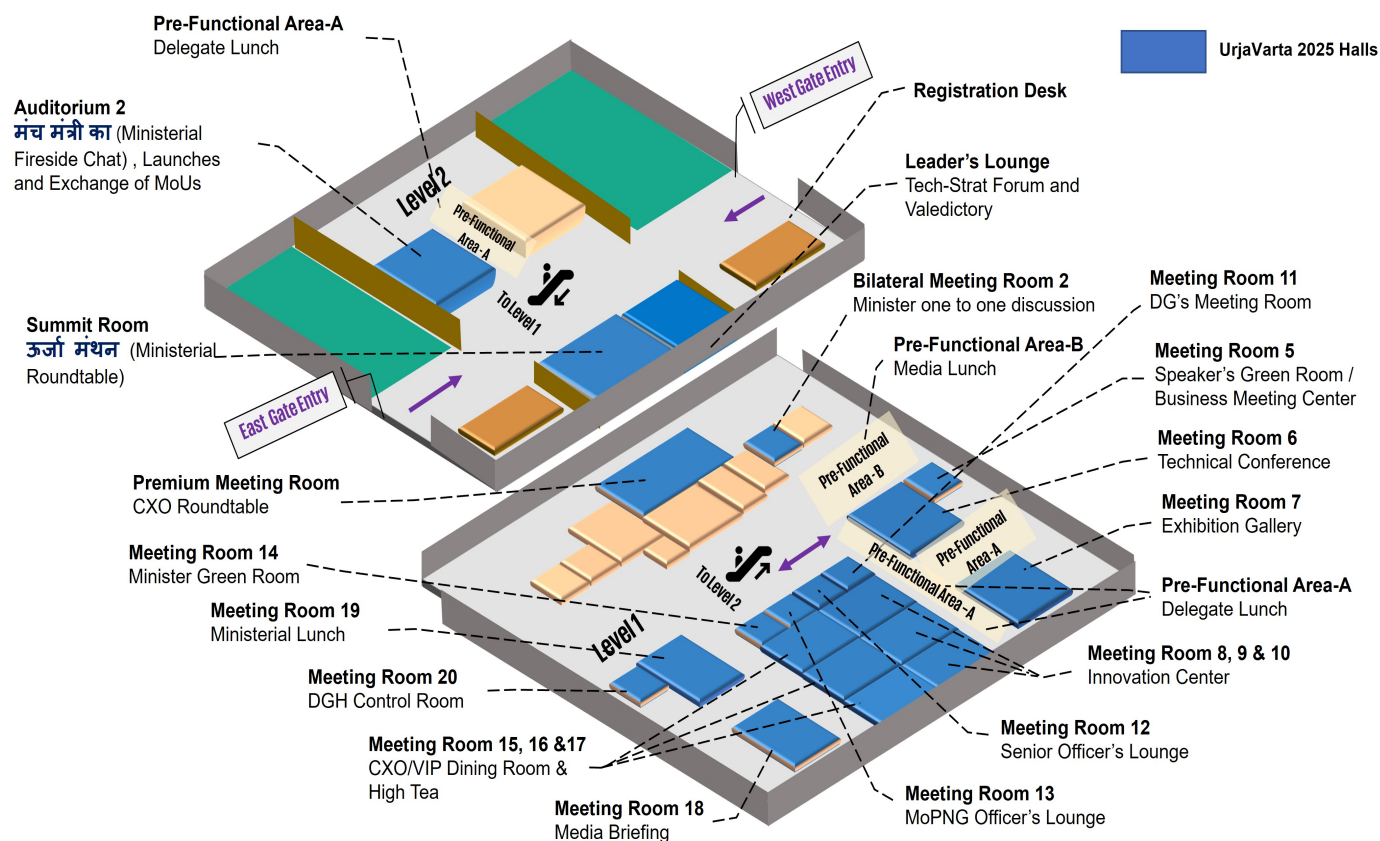 Pre-Functional Area-A
Delegate Lunch
UrjaVarta 2025 Halls
West Gate Entry
Registration Desk
Auditorium 2
मंच मंत्री का (Ministerial
Fireside Chat) , Launches
and Exchange of MoUs
Leader's Lounge
Tech-Strat Forum and
Valedictory
Level 2
Pre-Functional
Area - A
To Level 1
Summit Room
ऊर्जा मंथन (Ministerial
Roundtable)
East Gate Entry
Bilateral Meeting Room 2
Minister one to one discussion
Meeting Room 11
DG's Meeting Room
Pre-Functional Area-B
Media Lunch
Meeting Room 5
Speaker's Green Room /
Business Meeting Center
Meeting Room 6
Technical Conference
Premium Meeting Room
CXO Roundtable
Pre-Functional
Area-B
Meeting Room 7
Exhibition Gallery
Pre-Functional
Area-A
Pre-Functional Area -A
Meeting Room 14
Minister Green Room
To Level 2
Pre-Functional Area-A
Delegate Lunch
Meeting Room 19
Ministerial Lunch
Level 1
Meeting Room 8, 9 & 10
Innovation Center
Meeting Room 20
DGH Control Room
Meeting Room 12
Senior Officer's Lounge
Meeting Room 15, 16 &17
CXO/VIP Dining Room &
High Tea
Meeting Room 13
MoPNG Officer's Lounge
Meeting Room 18
Media Briefing